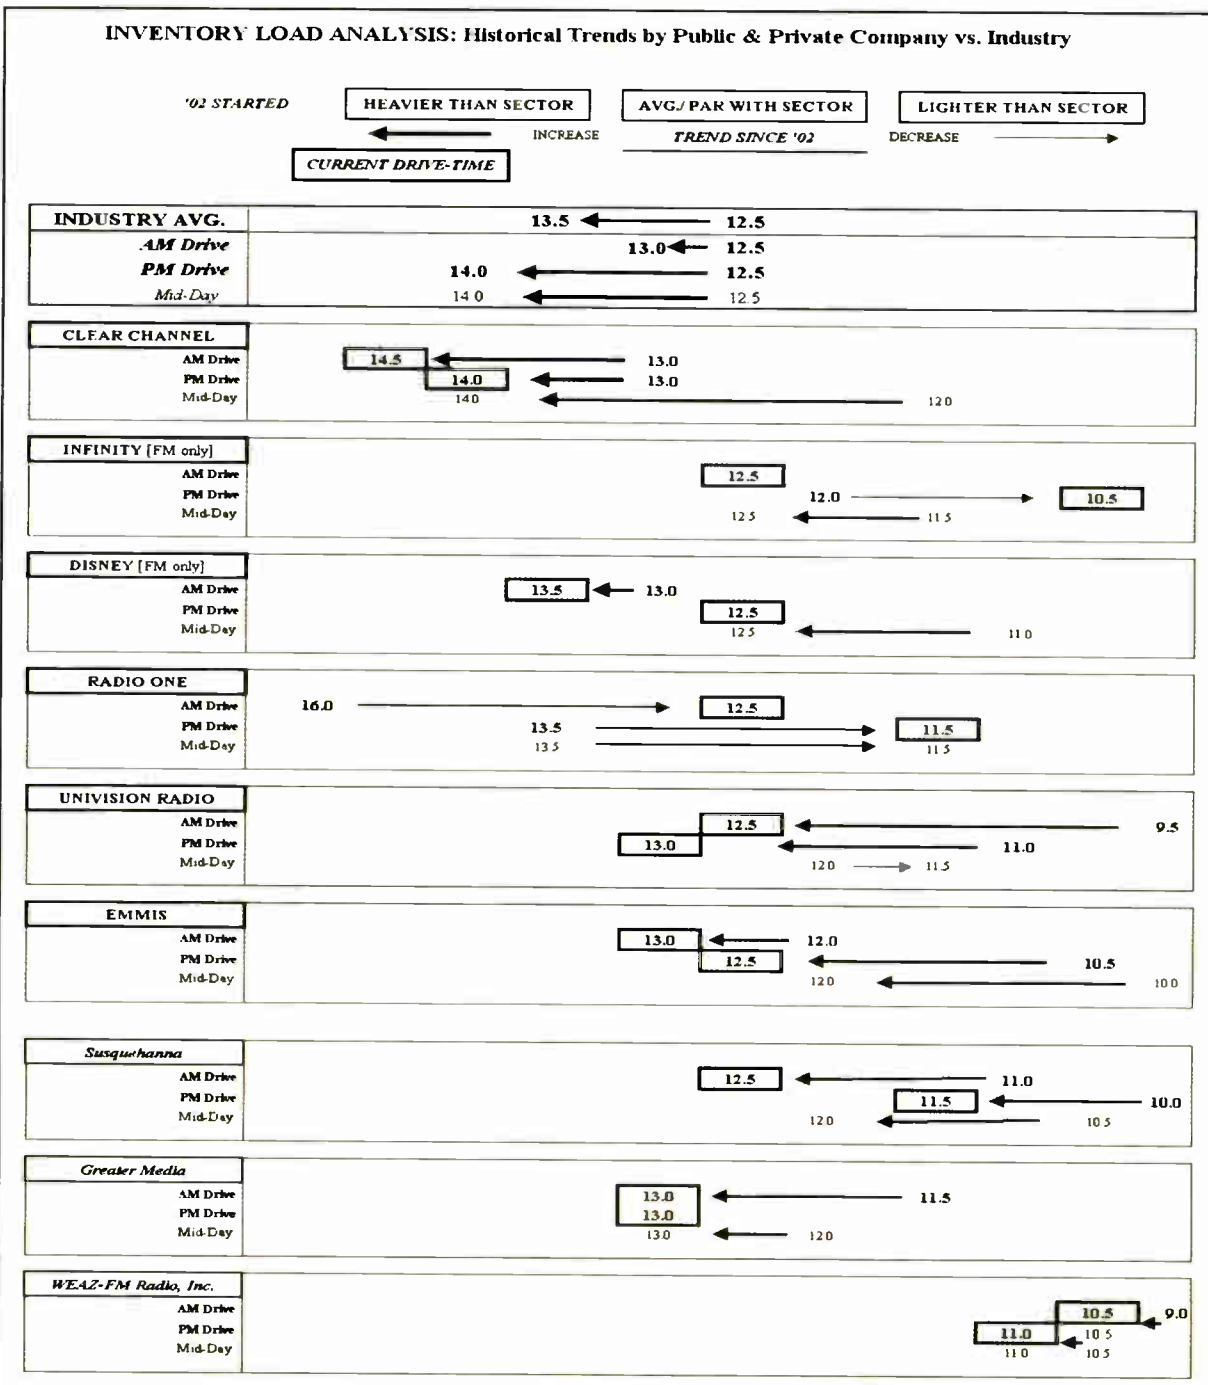 INVENTORY LOAD ANALYSIS: Historical Trends by Public & Private Company vs. Industry
'02 STARTED HEAVIER THAN SECTOR AVG./ PAR WITH SECTOR LIGHTER THAN SECTOR
INCREASE TREND SINCE '02 DECREASE
CURRENT DRIVE-TIME
INDUSTRY AVG. 13.5 12.5
AM Drive 13.0 12.5
PM Drive 14.0 12.5
Mid-Day 14.0 12.5
CLEAR CHANNEL
AM Drive 14.5 13.0
PM Drive 14.0 13.0
Mid-Day 14.0 12.0
INFINITY [FM only]
AM Drive 12.5
PM Drive 12.0 10.5
Mid-Day 12.5 11.5
DISNEY [FM only]
AM Drive 13.5 13.0
PM Drive 12.5
Mid-Day 12.5 11.0
RADIO ONE
AM Drive 16.0 12.5
PM Drive 13.5 11.5
Mid-Day 13.5 11.5
UNIVISION RADIO
AM Drive 12.5 9.5
PM Drive 13.0 11.0
Mid-Day 12.0 11.5
EMMIS
AM Drive 13.0 12.0
PM Drive 12.5 10.5
Mid-Day 12.0 10.0
Susquehanna
AM Drive 12.5 11.0
PM Drive 11.5 10.0
Mid-Day 12.0 10.5
Greater Media
AM Drive 13.0 11.5
PM Drive 13.0
Mid-Day 13.0 12.0
WEAZ-FM Radio, Inc.
AM Drive 10.5 9.0
PM Drive 11.0 10.5
Mid-Day 11.0 10.5